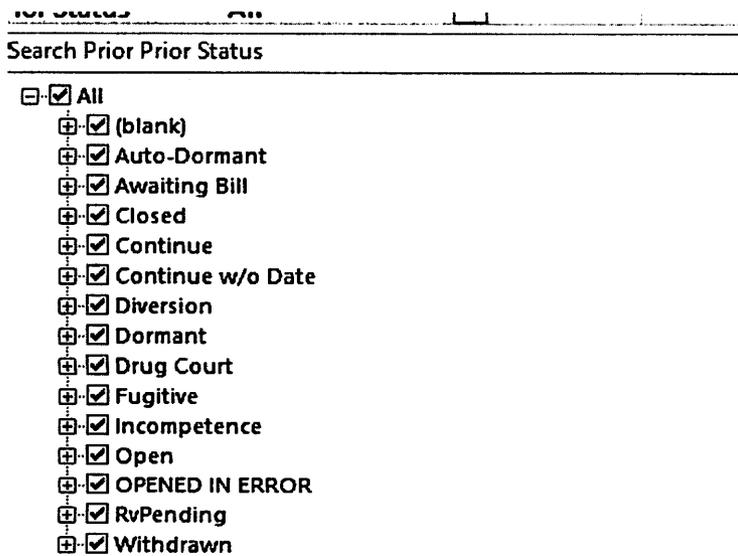 Search Prior Prior Status
All
(blank)
Auto-Dormant
Awaiting Bill
Closed
Continue
Continue w/o Date
Diversion
Dormant
Drug Court
Fugitive
Incompetence
Open
OPENED IN ERROR
RvPending
Withdrawn